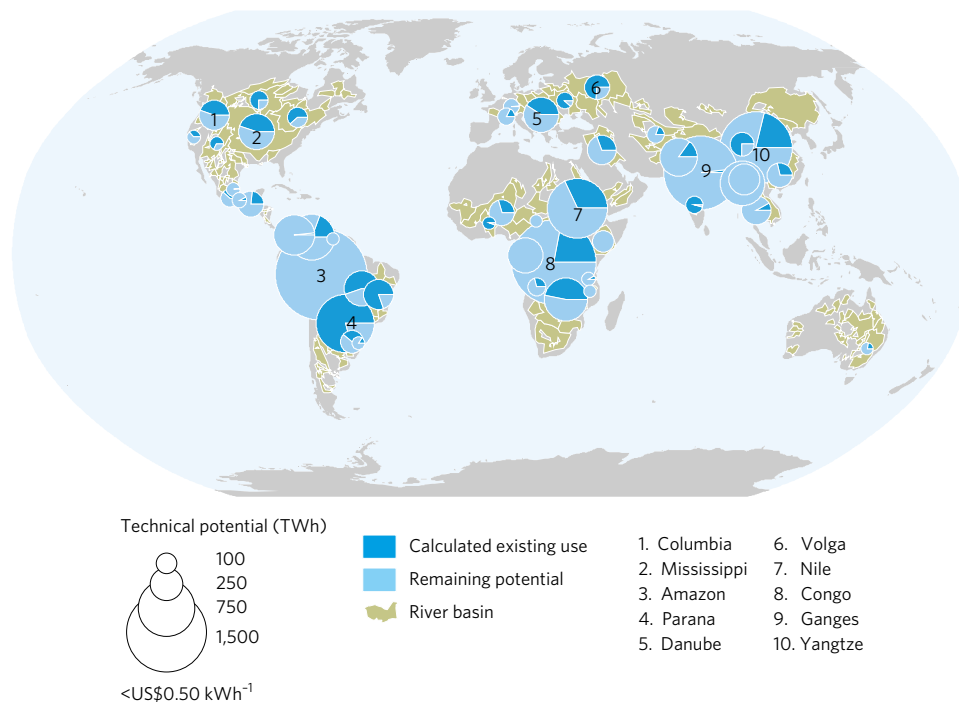 1
2
3
4
5
6
7
8
9
10
Technical potential (TWh)
100
250
750
1,500
<US$0.50 kWh⁻¹
Calculated existing use
Remaining potential
River basin
1. Columbia
2. Mississippi
3. Amazon
4. Parana
5. Danube
6. Volga
7. Nile
8. Congo
9. Ganges
10. Yangtze